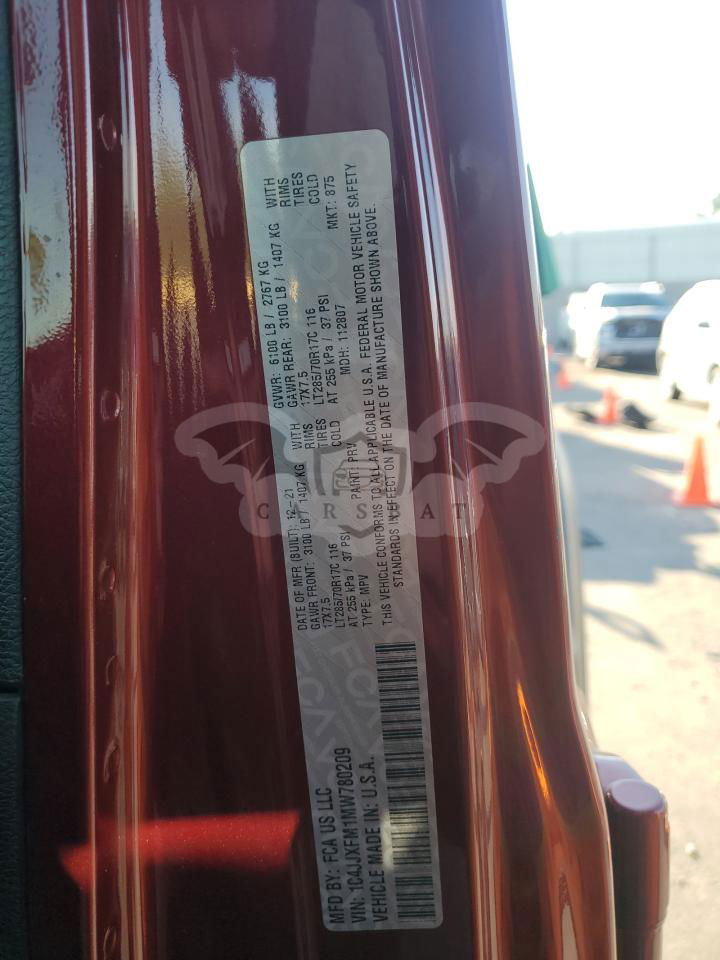 MFD BY: FCA US LLC
DATE OF MFR (BUILT): 12-21
GVWR: 6100 LB / 2767 KG
GAWR FRONT: 3100 LB / 1407 KG WITH
GAWR REAR: 3100 LB / 1407 KG WITH
17X7.5 RIMS
17X7.5 RIMS
LT285/70R17C 116 TIRES
LT285/70R17C 116 TIRES
AT 255 kPa / 37 PSI COLD
AT 255 kPa / 37 PSI COLD
VIN: 1C4JJXFM1MW780209
TYPE: MPV
PAINT: PRV
MDH: 112807
MKT: 875
VEHICLE MADE IN: U.S.A.
THIS VEHICLE CONFORMS TO ALL APPLICABLE U.S.A. FEDERAL MOTOR VEHICLE SAFETY
STANDARDS IN EFFECT ON THE DATE OF MANUFACTURE SHOWN ABOVE.
FCA